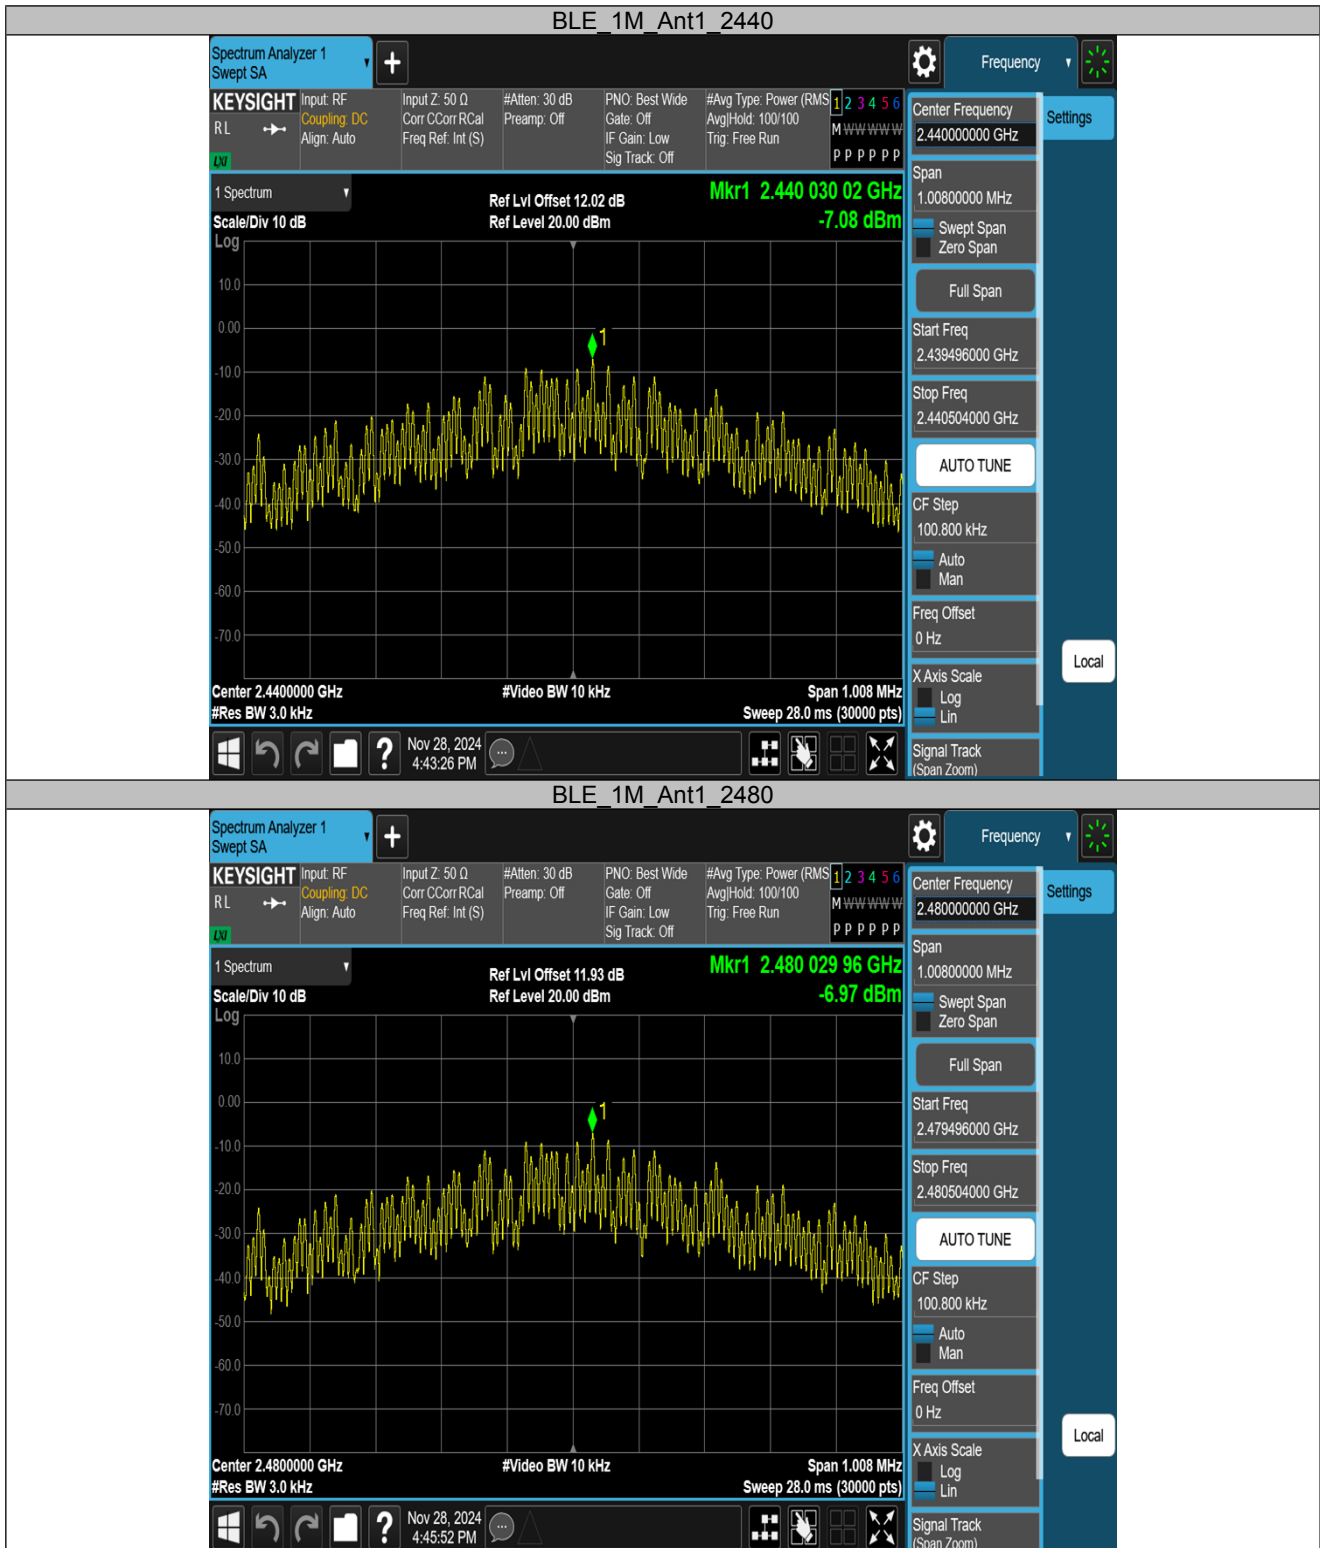 BLE_1M_Ant1_2440
Spectrum Analyzer 1
Swept SA
Frequency
KEYSIGHT
RL
LXI
Input: RF
Coupling: DC
Align: Auto
Input Z: 50 Ω
Corr CCorr RCal
Freq Ref: Int (S)
#Atten: 30 dB
Preamp: Off
PNO: Best Wide
Gate: Off
IF Gain: Low
Sig Track: Off
#Avg Type: Power (RMS
Avg|Hold: 100/100
Trig: Free Run
1 2 3 4 5 6
M W W W W W
P P P P P P
1 Spectrum
Scale/Div 10 dB
Log
Ref Lvl Offset 12.02 dB
Ref Level 20.00 dBm
Mkr1 2.440 030 02 GHz
-7.08 dBm
1
10.0
0.00
-10.0
-20.0
-30.0
-40.0
-50.0
-60.0
-70.0
Center 2.4400000 GHz
#Res BW 3.0 kHz
#Video BW 10 kHz
Span 1.008 MHz
Sweep 28.0 ms (30000 pts)
Nov 28, 2024
4:43:26 PM
Center Frequency
2.440000000 GHz
Settings
Span
1.00800000 MHz
Swept Span
Zero Span
Full Span
Start Freq
2.439496000 GHz
Stop Freq
2.440504000 GHz
AUTO TUNE
CF Step
100.800 kHz
Auto
Man
Freq Offset
0 Hz
X Axis Scale
Log
Lin
Local
Signal Track
(Span Zoom)
BLE_1M_Ant1_2480
Spectrum Analyzer 1
Swept SA
Frequency
KEYSIGHT
RL
LXI
Input: RF
Coupling: DC
Align: Auto
Input Z: 50 Ω
Corr CCorr RCal
Freq Ref: Int (S)
#Atten: 30 dB
Preamp: Off
PNO: Best Wide
Gate: Off
IF Gain: Low
Sig Track: Off
#Avg Type: Power (RMS
Avg|Hold: 100/100
Trig: Free Run
1 2 3 4 5 6
M W W W W W
P P P P P P
1 Spectrum
Scale/Div 10 dB
Log
Ref Lvl Offset 11.93 dB
Ref Level 20.00 dBm
Mkr1 2.480 029 96 GHz
-6.97 dBm
1
10.0
0.00
-10.0
-20.0
-30.0
-40.0
-50.0
-60.0
-70.0
Center 2.4800000 GHz
#Res BW 3.0 kHz
#Video BW 10 kHz
Span 1.008 MHz
Sweep 28.0 ms (30000 pts)
Nov 28, 2024
4:45:52 PM
Center Frequency
2.480000000 GHz
Settings
Span
1.00800000 MHz
Swept Span
Zero Span
Full Span
Start Freq
2.479496000 GHz
Stop Freq
2.480504000 GHz
AUTO TUNE
CF Step
100.800 kHz
Auto
Man
Freq Offset
0 Hz
X Axis Scale
Log
Lin
Local
Signal Track
(Span Zoom)